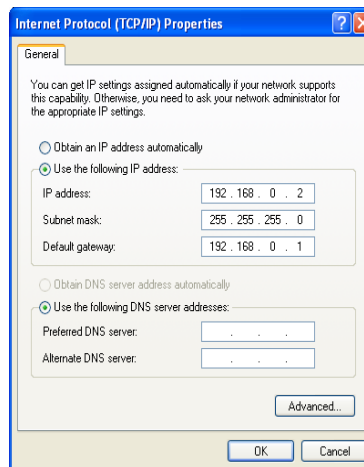 Internet Protocol (TCP/IP) Properties
General
You can get IP settings assigned automatically if your network supports
this capability. Otherwise, you need to ask your network administrator for
the appropriate IP settings.
Obtain an IP address automatically
Use the following IP address:
IP address: 192 . 168 . 0 . 2
Subnet mask: 255 . 255 . 255 . 0
Default gateway: 192 . 168 . 0 . 1
Obtain DNS server address automatically
Use the following DNS server addresses:
Preferred DNS server: . . .
Alternate DNS server: . . .
Advanced...
OK Cancel